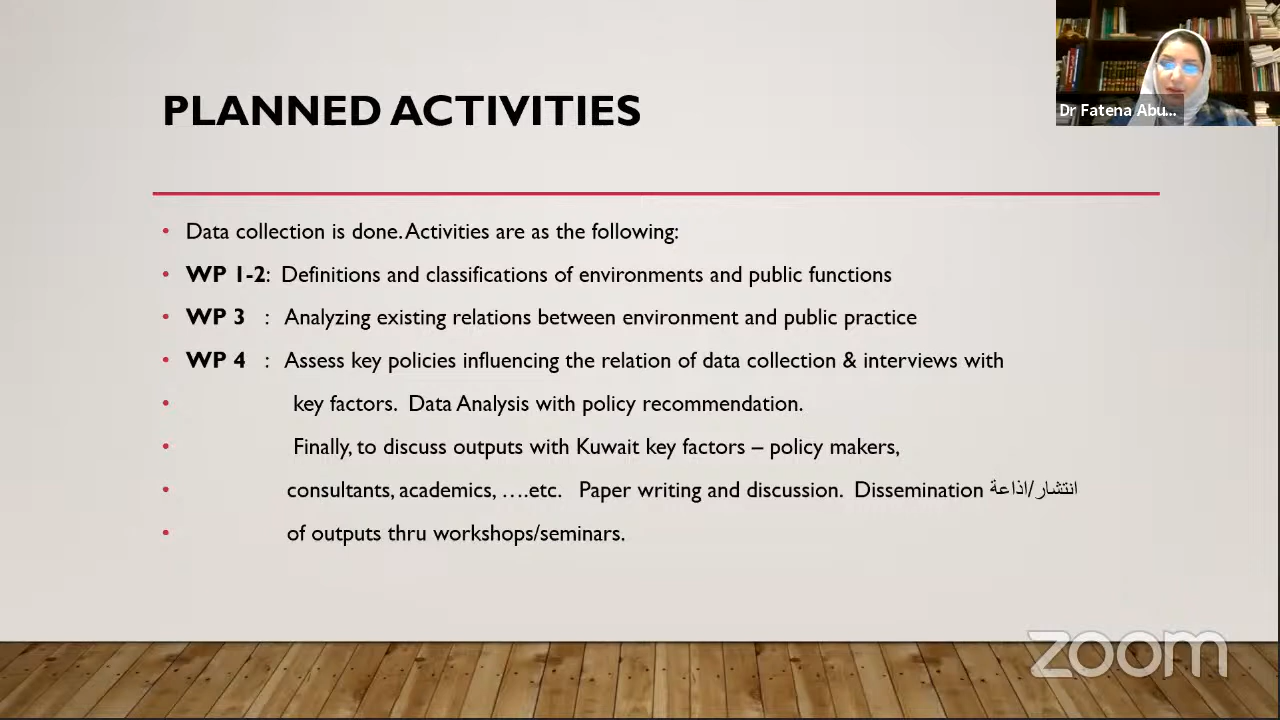 Dr Fatena Abu...
PLANNED ACTIVITIES
• Data collection is done. Activities are as the following:
• WP 1-2: Definitions and classifications of environments and public functions
• WP 3 : Analyzing existing relations between environment and public practice
• WP 4 : Assess key policies influencing the relation of data collection & interviews with
• key factors. Data Analysis with policy recommendation.
• Finally, to discuss outputs with Kuwait key factors – policy makers,
• consultants, academics, ….etc. Paper writing and discussion. Dissemination انتشار/اذاعة
• of outputs thru workshops/seminars.
zoom